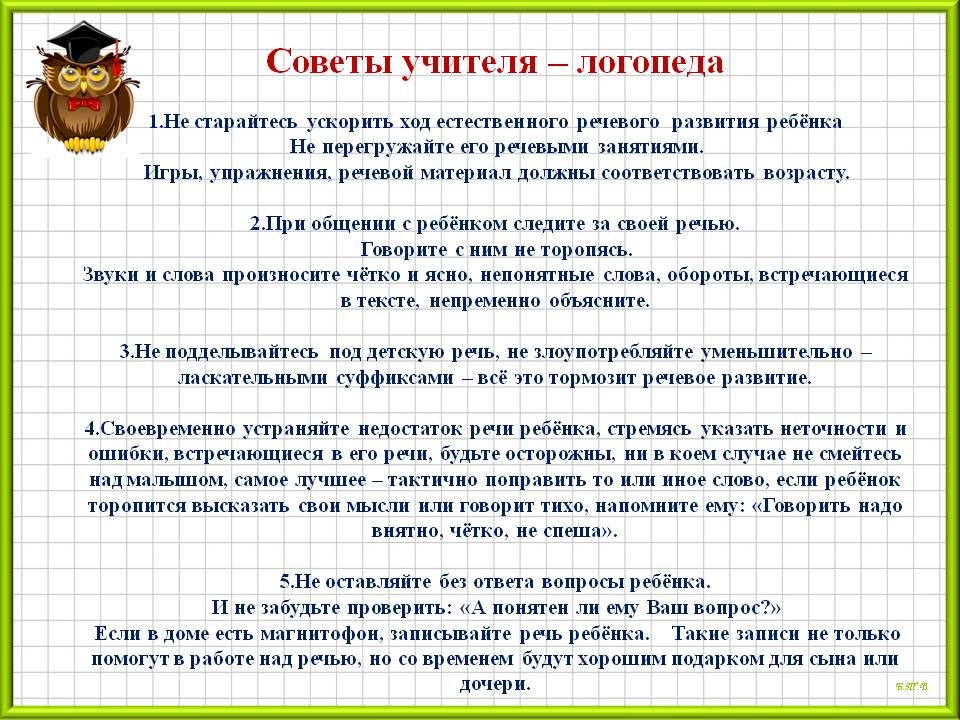 Советы учителя – логопеда
1.Не старайтесь ускорить ход естественного речевого развития ребёнка
Не перегружайте его речевыми занятиями.
Игры, упражнения, речевой материал должны соответствовать возрасту.
2.При общении с ребёнком следите за своей речью.
Говорите с ним не торопясь.
Звуки и слова произносите чётко и ясно, непонятные слова, обороты, встречающиеся
в тексте, непременно объясните.
3.Не подделывайтесь под детскую речь, не злоупотребляйте уменьшительно –
ласкательными суффиксами – всё это тормозит речевое развитие.
4.Своевременно устраняйте недостаток речи ребёнка, стремясь указать неточности и
ошибки, встречающиеся в его речи, будьте осторожны, ни в коем случае не смейтесь
над малышом, самое лучшее – тактично поправить то или иное слово, если ребёнок
торопится высказать свои мысли или говорит тихо, напомните ему: «Говорить надо
внятно, чётко, не спеша».
5.Не оставляйте без ответа вопросы ребёнка.
И не забудьте проверить: «А понятен ли ему Ваш вопрос?»
Если в доме есть магнитофон, записывайте речь ребёнка. Такие записи не только
помогут в работе над речью, но со временем будут хорошим подарком для сына или
дочери.